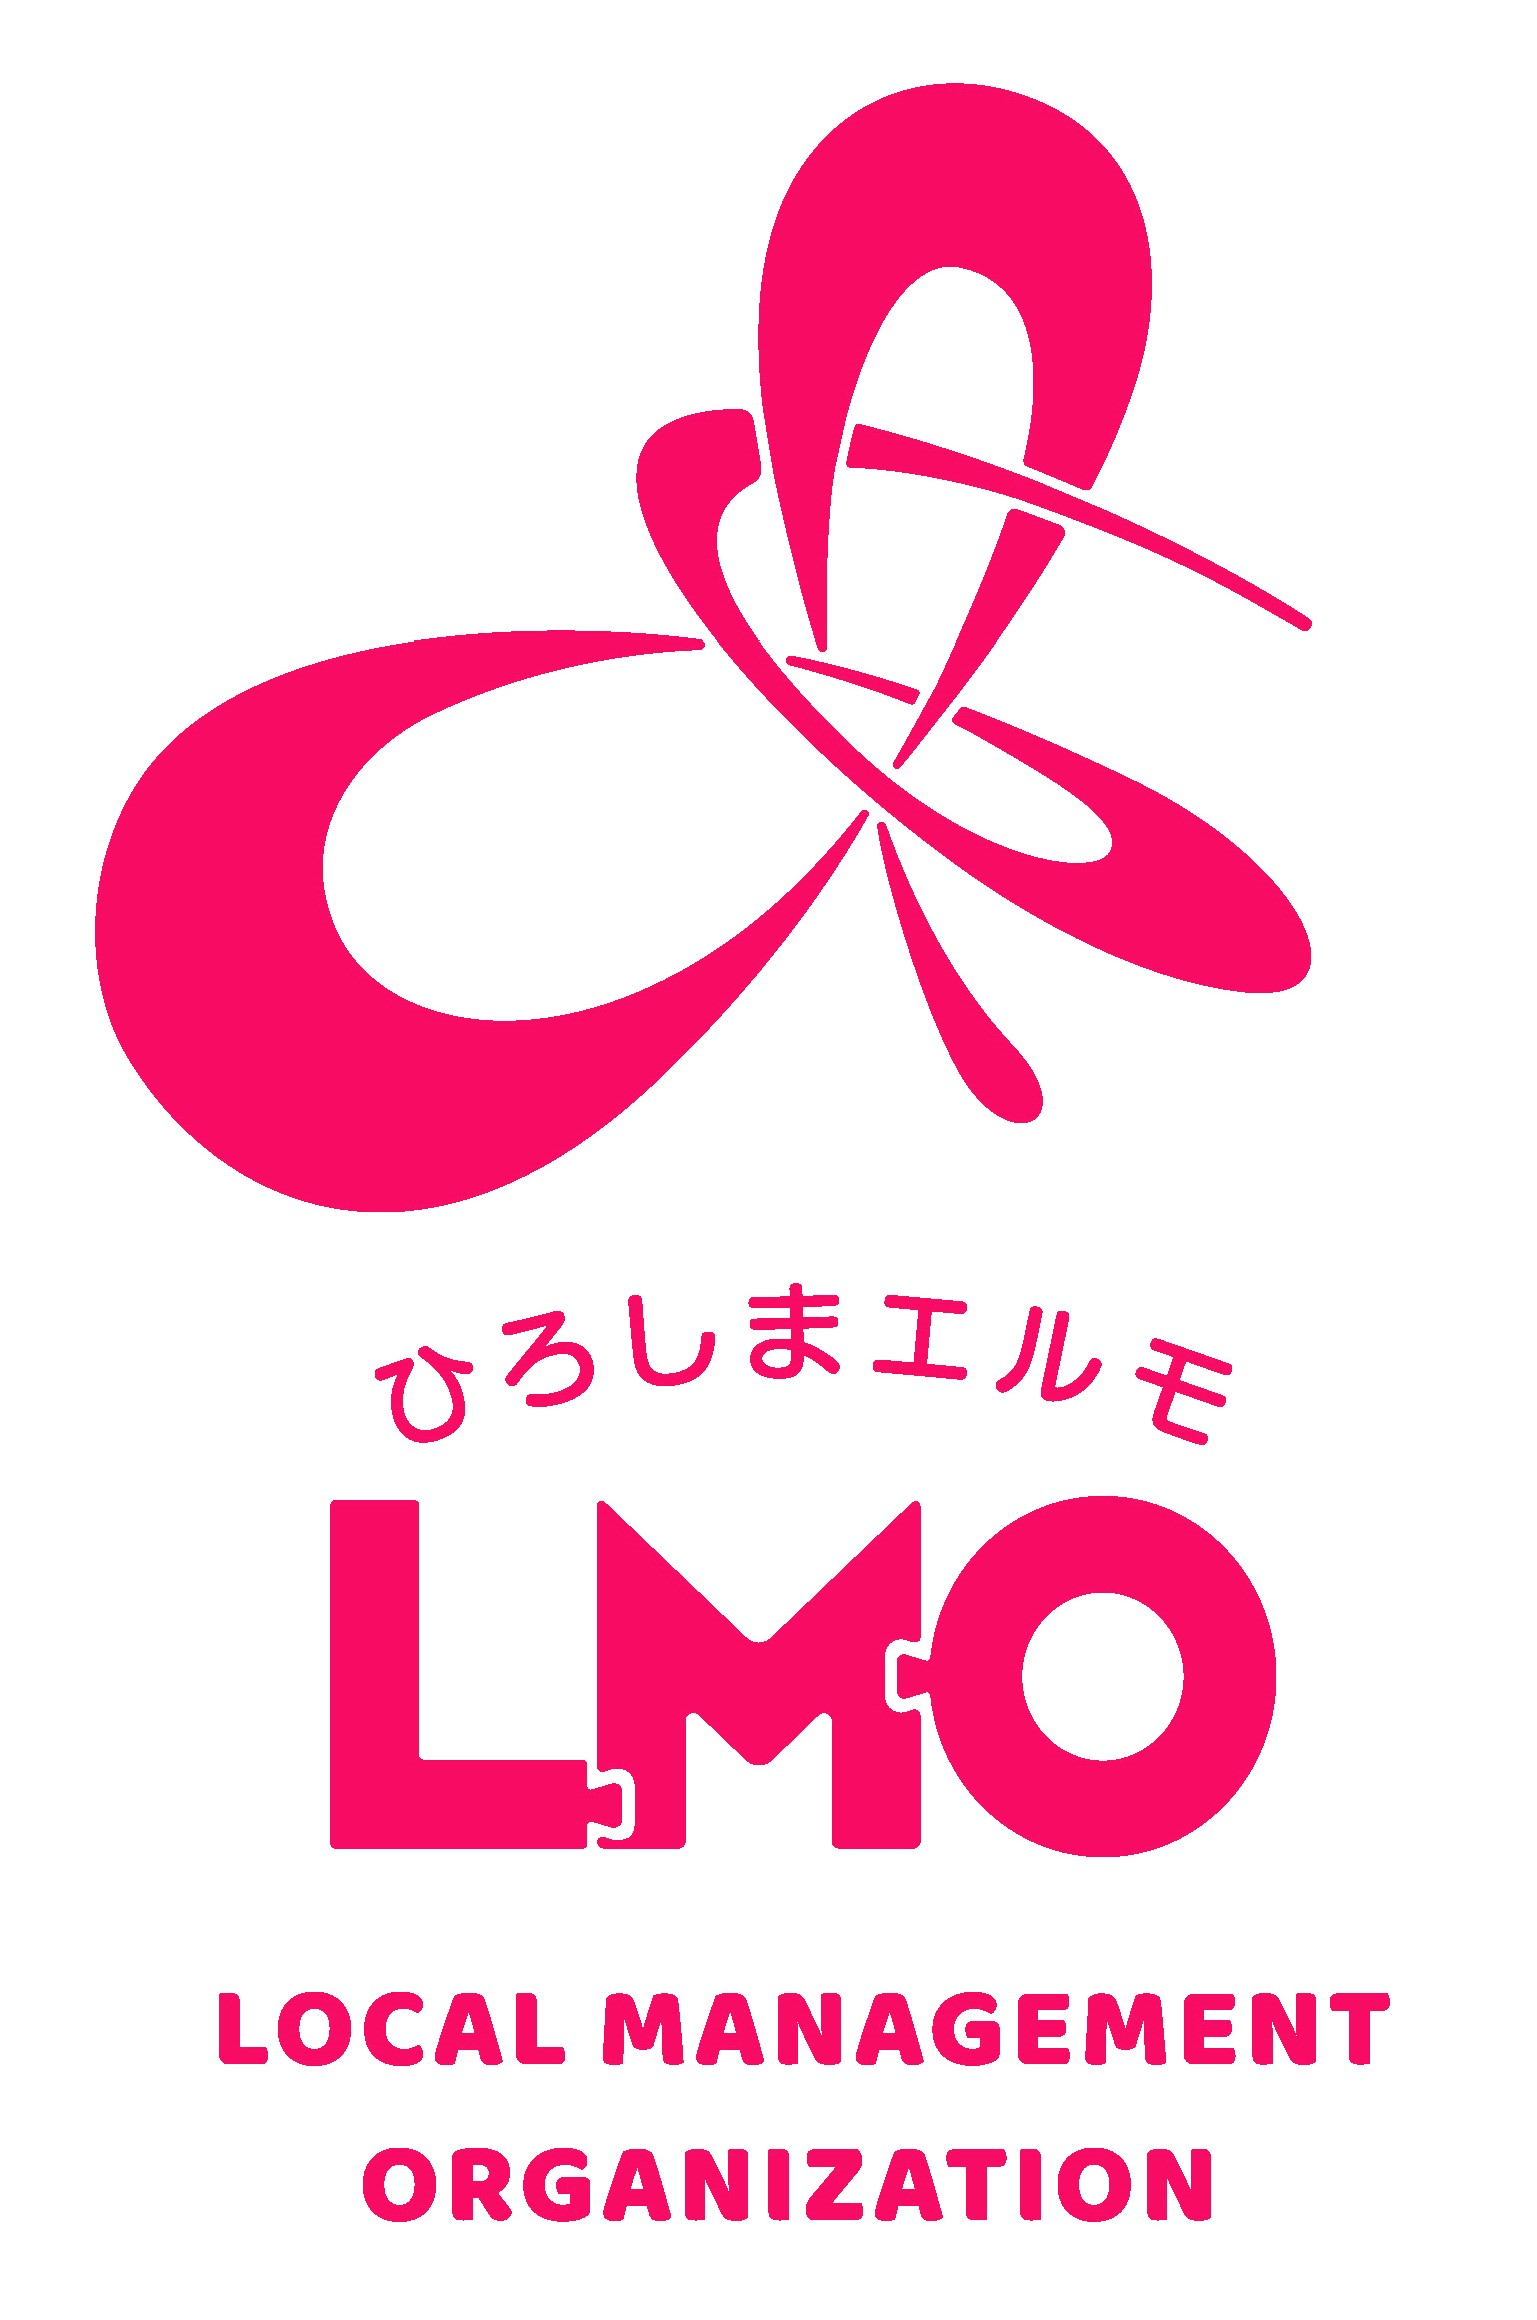 ひろしまエルモ
LMO
LOCAL MANAGEMENT
ORGANIZATION